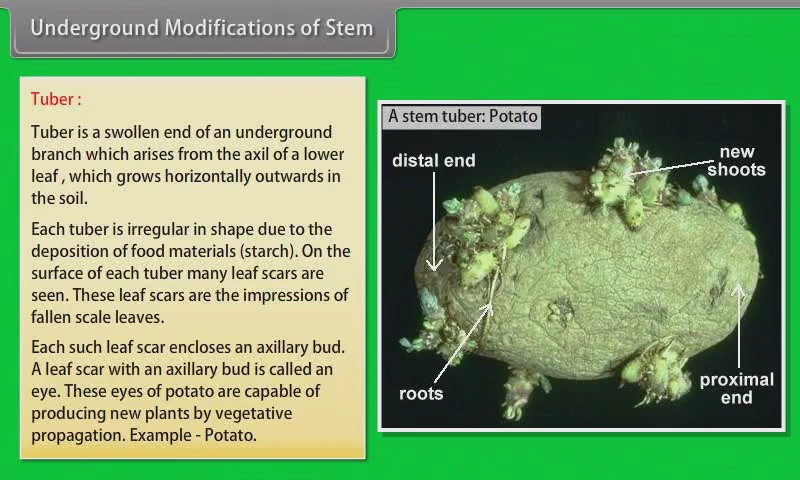 Underground Modifications of Stem
Tuber :
Tuber is a swollen end of an underground
branch which arises from the axil of a lower
leaf , which grows horizontally outwards in
the soil.
Each tuber is irregular in shape due to the
deposition of food materials (starch). On the
surface of each tuber many leaf scars are
seen. These leaf scars are the impressions of
fallen scale leaves.
Each such leaf scar encloses an axillary bud.
A leaf scar with an axillary bud is called an
eye. These eyes of potato are capable of
producing new plants by vegetative
propagation. Example - Potato.
A stem tuber: Potato
distal end
new
shoots
roots
proximal
end